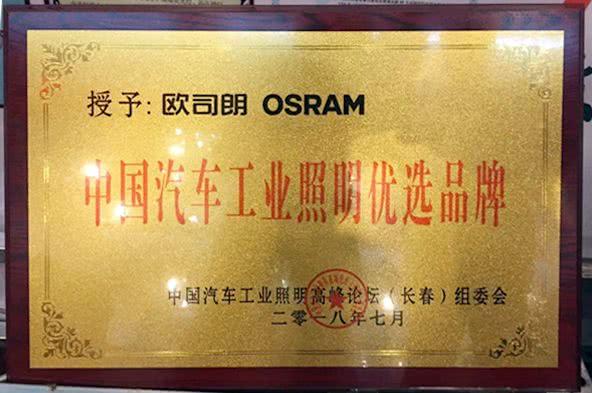 授予: 欧司朗 OSRAM
中国汽车工业照明优选品牌
中国汽车工业照明高峰论坛（长春）组委会
二零一八年七月